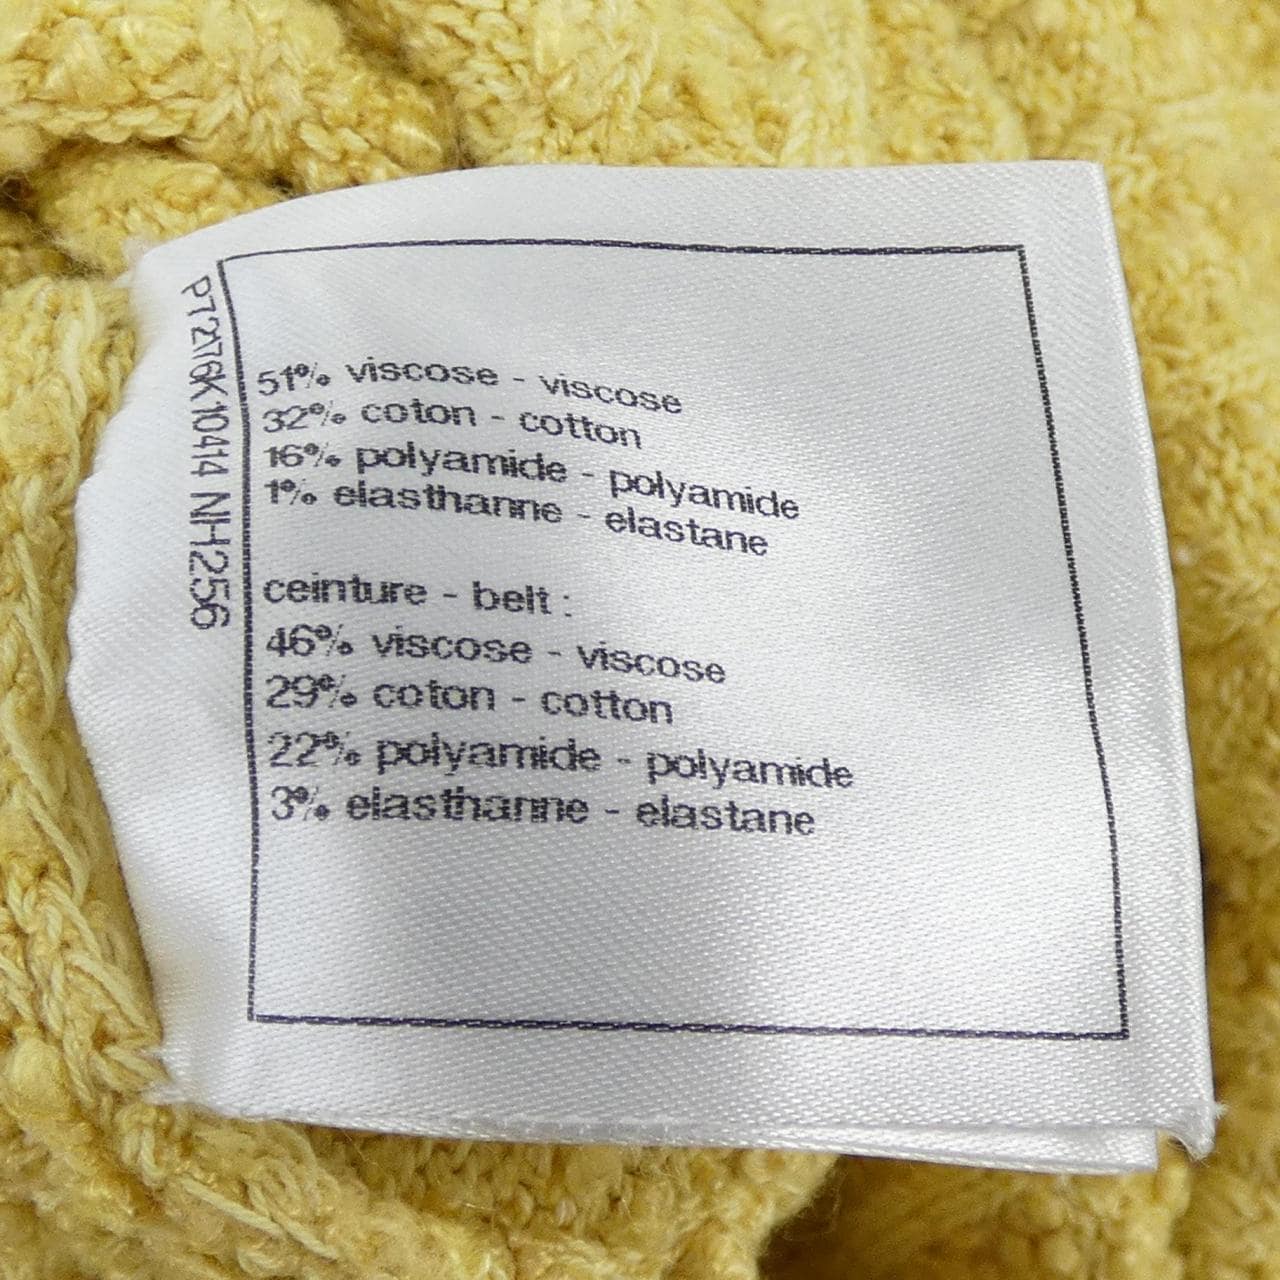 P72276K10414 NH256
51% viscose - viscose
32% coton - cotton
16% polyamide - polyamide
1% elasthanne - elastane
ceinture - belt :
46% viscose - viscose
29% coton - cotton
22% polyamide - polyamide
3% elasthanne - elastane